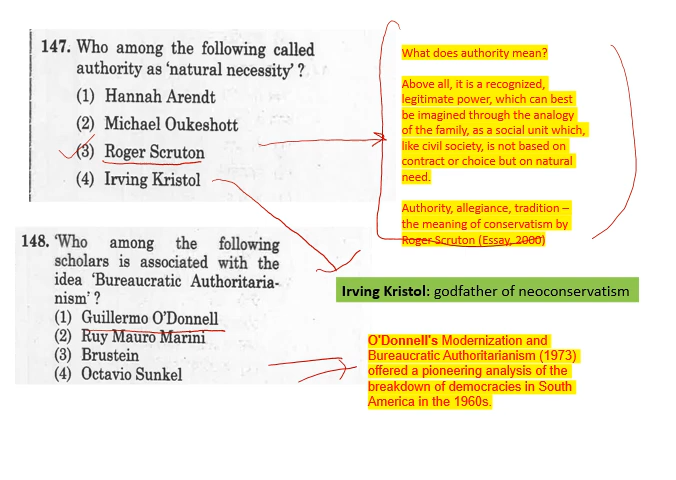 147. Who among the following called
authority as 'natural necessity' ?
(1) Hannah Arendt
(2) Michael Oukeshott
(3) Roger Scruton
(4) Irving Kristol
What does authority mean?
Above all, it is a recognized,
legitimate power, which can best
be imagined through the analogy
of the family, as a social unit which,
like civil society, is not based on
contract or choice but on natural
need.
Authority, allegiance, tradition –
the meaning of conservatism by
Roger Scruton (Essay, 2000)
148. 'Who among the following
scholars is associated with the
idea 'Bureaucratic Authoritaria-
nism' ?
(1) Guillermo O'Donnell
(2) Ruy Mauro Marini
(3) Brustein
(4) Octavio Sunkel
Irving Kristol: godfather of neoconservatism
O'Donnell's Modernization and
Bureaucratic Authoritarianism (1973)
offered a pioneering analysis of the
breakdown of democracies in South
America in the 1960s.